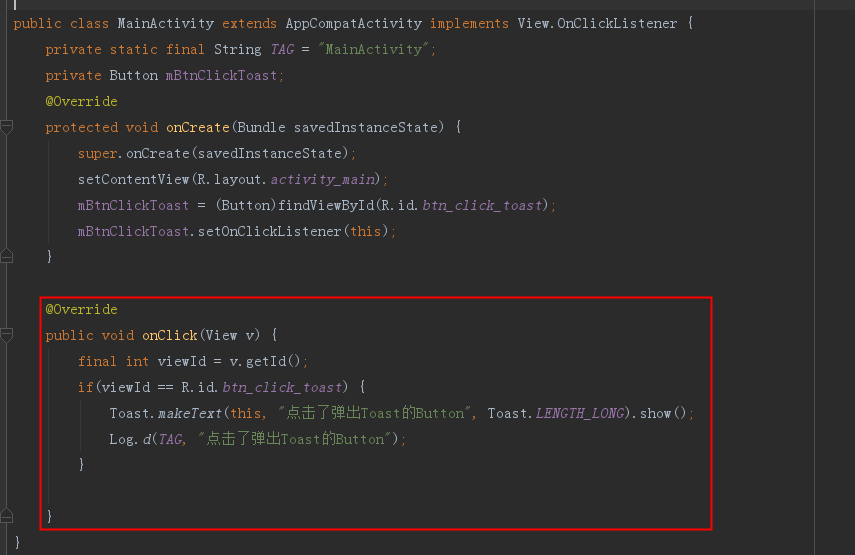 public class MainActivity extends AppCompatActivity implements View.OnClickListener {
    private static final String TAG = "MainActivity";
    private Button mBtnClickToast;
    @Override
    protected void onCreate(Bundle savedInstanceState) {
        super.onCreate(savedInstanceState);
        setContentView(R.layout.activity_main);
        mBtnClickToast = (Button)findViewById(R.id.btn_click_toast);
        mBtnClickToast.setOnClickListener(this);
    }

    @Override
    public void onClick(View v) {
        final int viewId = v.getId();
        if(viewId == R.id.btn_click_toast) {
            Toast.makeText(this, "点击了弹出Toast的Button", Toast.LENGTH_LONG).show();
            Log.d(TAG, "点击了弹出Toast的Button");
        }

    }
}